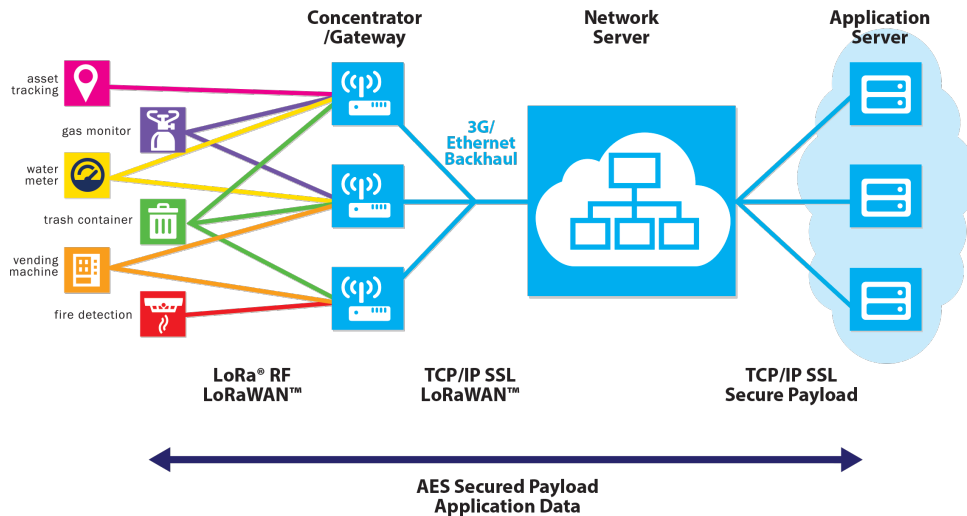 Concentrator
/Gateway
Network
Server
Application
Server
asset
tracking
gas monitor
water
meter
trash container
vending
machine
fire detection
3G/
Ethernet
Backhaul
LoRa® RF
LoRaWAN™
TCP/IP SSL
LoRaWAN™
TCP/IP SSL
Secure Payload
AES Secured Payload
Application Data